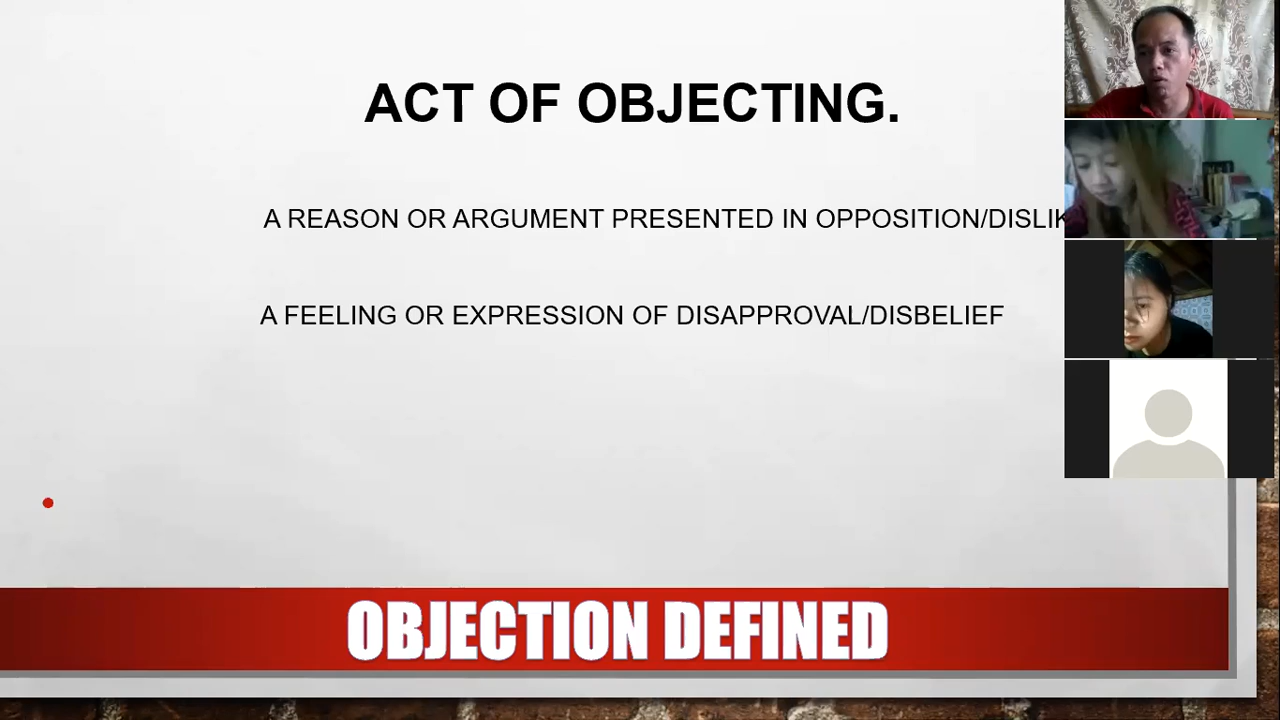 ACT OF OBJECTING.
A REASON OR ARGUMENT PRESENTED IN OPPOSITION/DISLIK
A FEELING OR EXPRESSION OF DISAPPROVAL/DISBELIEF
OBJECTION DEFINED